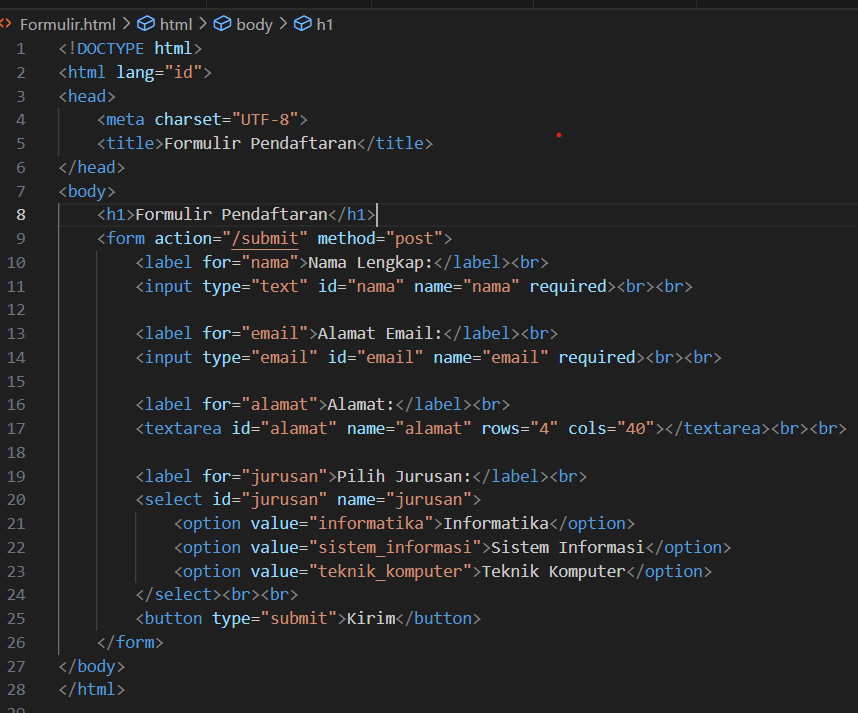 Formulir.html > html > body > h1
1 <!DOCTYPE html>
2 <html lang="id">
3 <head>
4     <meta charset="UTF-8">
5     <title>Formulir Pendaftaran</title>
6 </head>
7 <body>
8     <h1>Formulir Pendaftaran</h1>
9     <form action="/submit" method="post">
10         <label for="nama">Nama Lengkap:</label><br>
11         <input type="text" id="nama" name="nama" required><br><br>
12
13         <label for="email">Alamat Email:</label><br>
14         <input type="email" id="email" name="email" required><br><br>
15
16         <label for="alamat">Alamat:</label><br>
17         <textarea id="alamat" name="alamat" rows="4" cols="40"></textarea><br><br>
18
19         <label for="jurusan">Pilih Jurusan:</label><br>
20         <select id="jurusan" name="jurusan">
21             <option value="informatika">Informatika</option>
22             <option value="sistem_informasi">Sistem Informasi</option>
23             <option value="teknik_komputer">Teknik Komputer</option>
24         </select><br><br>
25         <button type="submit">Kirim</button>
26     </form>
27 </body>
28 </html>
29